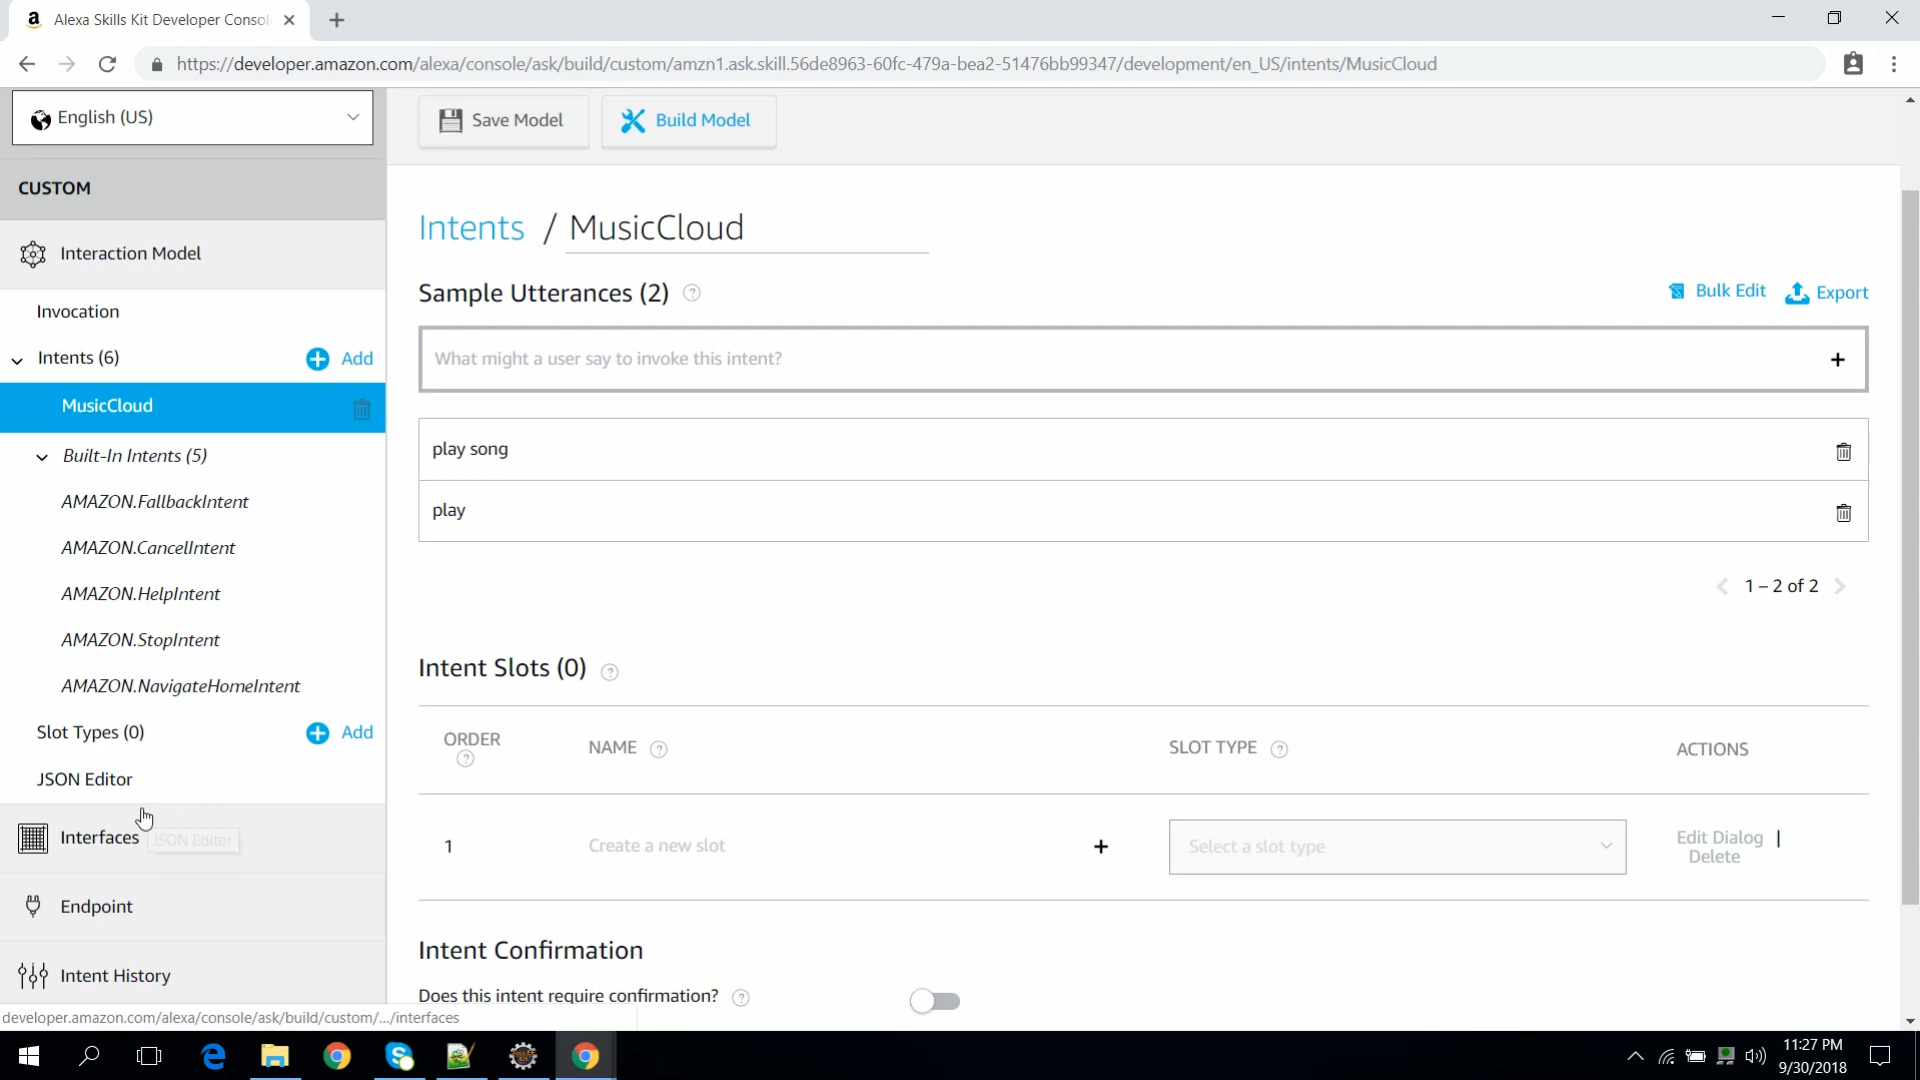 Alexa Skills Kit Developer Consol
https://developer.amazon.com/alexa/console/ask/build/custom/amzn1.ask.skill.56de8963-60fc-479a-bea2-51476bb99347/development/en_US/intents/MusicCloud
English (US)
Save Model
Build Model
CUSTOM
Interaction Model
Invocation
Intents (6)
Add
MusicCloud
Built-In Intents (5)
AMAZON.FallbackIntent
AMAZON.CancelIntent
AMAZON.HelpIntent
AMAZON.StopIntent
AMAZON.NavigateHomeIntent
Slot Types (0)
Add
JSON Editor
Interfaces
JSON Editor
Endpoint
Intent History
developer.amazon.com/alexa/console/ask/build/custom/.../interfaces
Intents / MusicCloud
Sample Utterances (2) ?
Bulk Edit
Export
What might a user say to invoke this intent?
play song
play
1 – 2 of 2
Intent Slots (0) ?
ORDER ?
NAME ?
SLOT TYPE ?
ACTIONS
1
Create a new slot
Select a slot type
Edit Dialog |
Delete
Intent Confirmation
Does this intent require confirmation? ?
11:27 PM
9/30/2018